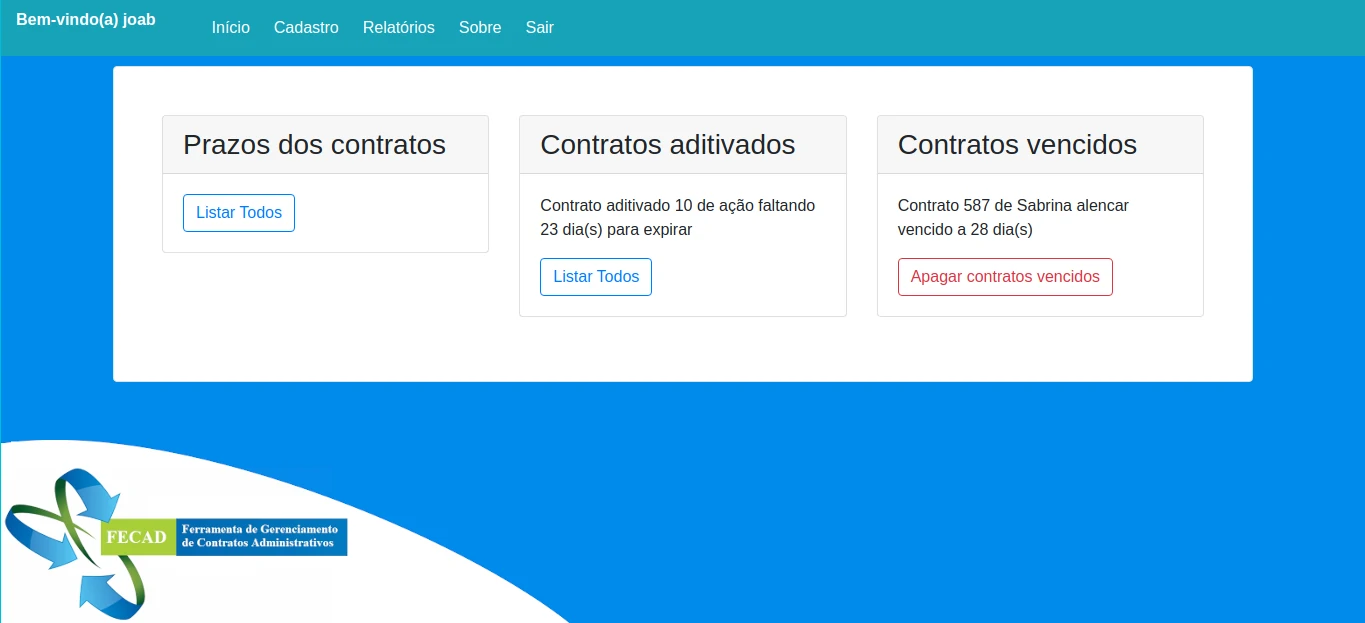 Bem-vindo(a) joab
Início Cadastro Relatórios Sobre Sair
Prazos dos contratos
Listar Todos
Contratos aditivados
Contrato aditivado 10 de ação faltando
23 dia(s) para expirar
Listar Todos
Contratos vencidos
Contrato 587 de Sabrina alencar
vencido a 28 dia(s)
Apagar contratos vencidos
FECAD
Ferramenta de Gerenciamento
de Contratos Administrativos